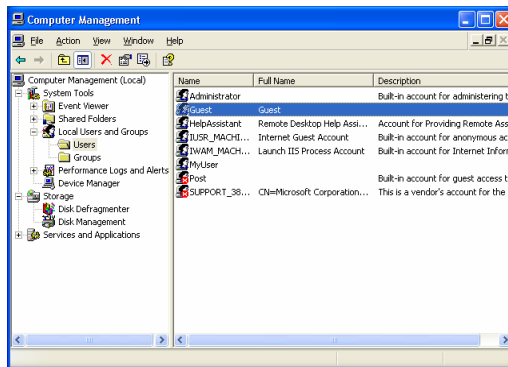 Computer Management
File Action View Window Help
Computer Management (Local)
System Tools
Event Viewer
Shared Folders
Local Users and Groups
Users
Groups
Performance Logs and Alerts
Device Manager
Storage
Disk Defragmenter
Disk Management
Services and Applications
Name Full Name Description
Administrator Built-in account for administering t
Guest Guest
HelpAssistant Remote Desktop Help Assi... Account for Providing Remote Ass
IUSR_MACHI... Internet Guest Account Built-in account for anonymous ac
IWAM_MACH... Launch IIS Process Account Built-in account for Internet Inforr
MyUser
Post Built-in account for guest access t
SUPPORT_38... CN=Microsoft Corporation... This is a vendor's account for the